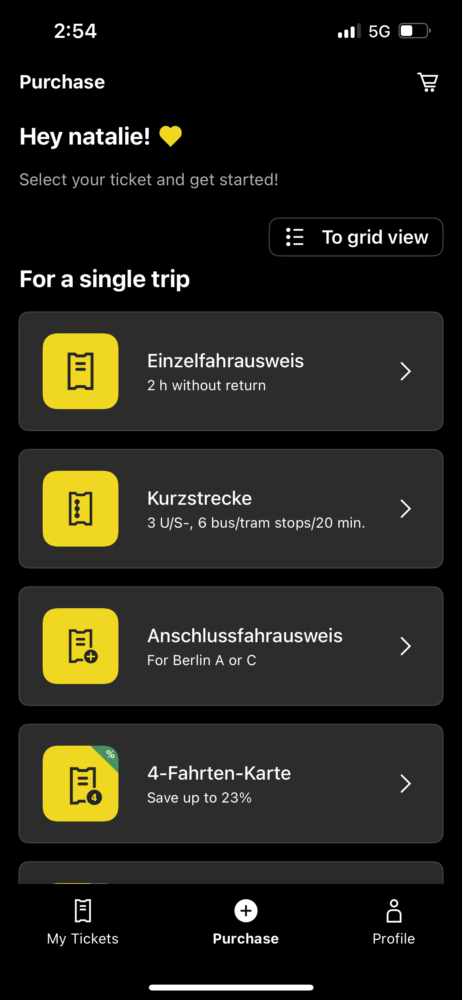 2:54
5G
Purchase
Hey natalie!
Select your ticket and get started!
To grid view
For a single trip
Einzelfahrausweis
2 h without return
Kurzstrecke
3 U/S-, 6 bus/tram stops/20 min.
Anschlussfahrausweis
For Berlin A or C
%
4-Fahrten-Karte
4
Save up to 23%
My Tickets
Purchase
Profile